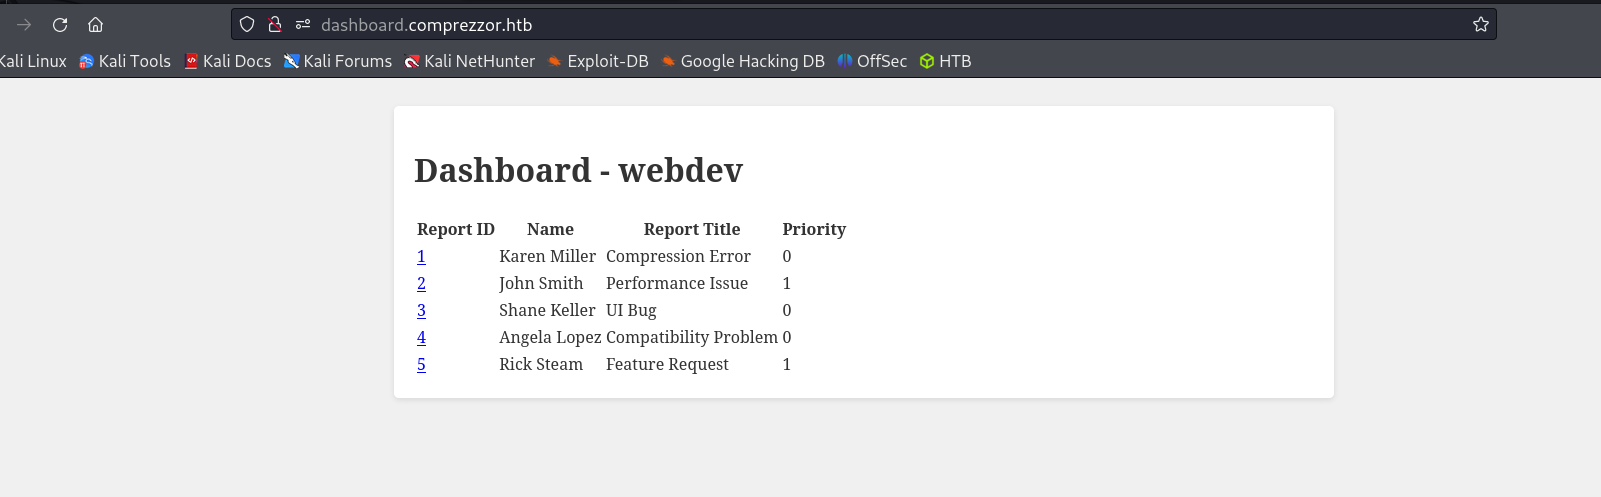 dashboard.comprezzor.htb
Kali Linux Kali Tools Kali Docs Kali Forums Kali NetHunter Exploit-DB Google Hacking DB OffSec HTB
Dashboard - webdev
Report ID Name Report Title Priority
1 Karen Miller Compression Error 0
2 John Smith Performance Issue 1
3 Shane Keller UI Bug 0
4 Angela Lopez Compatibility Problem 0
5 Rick Steam Feature Request 1